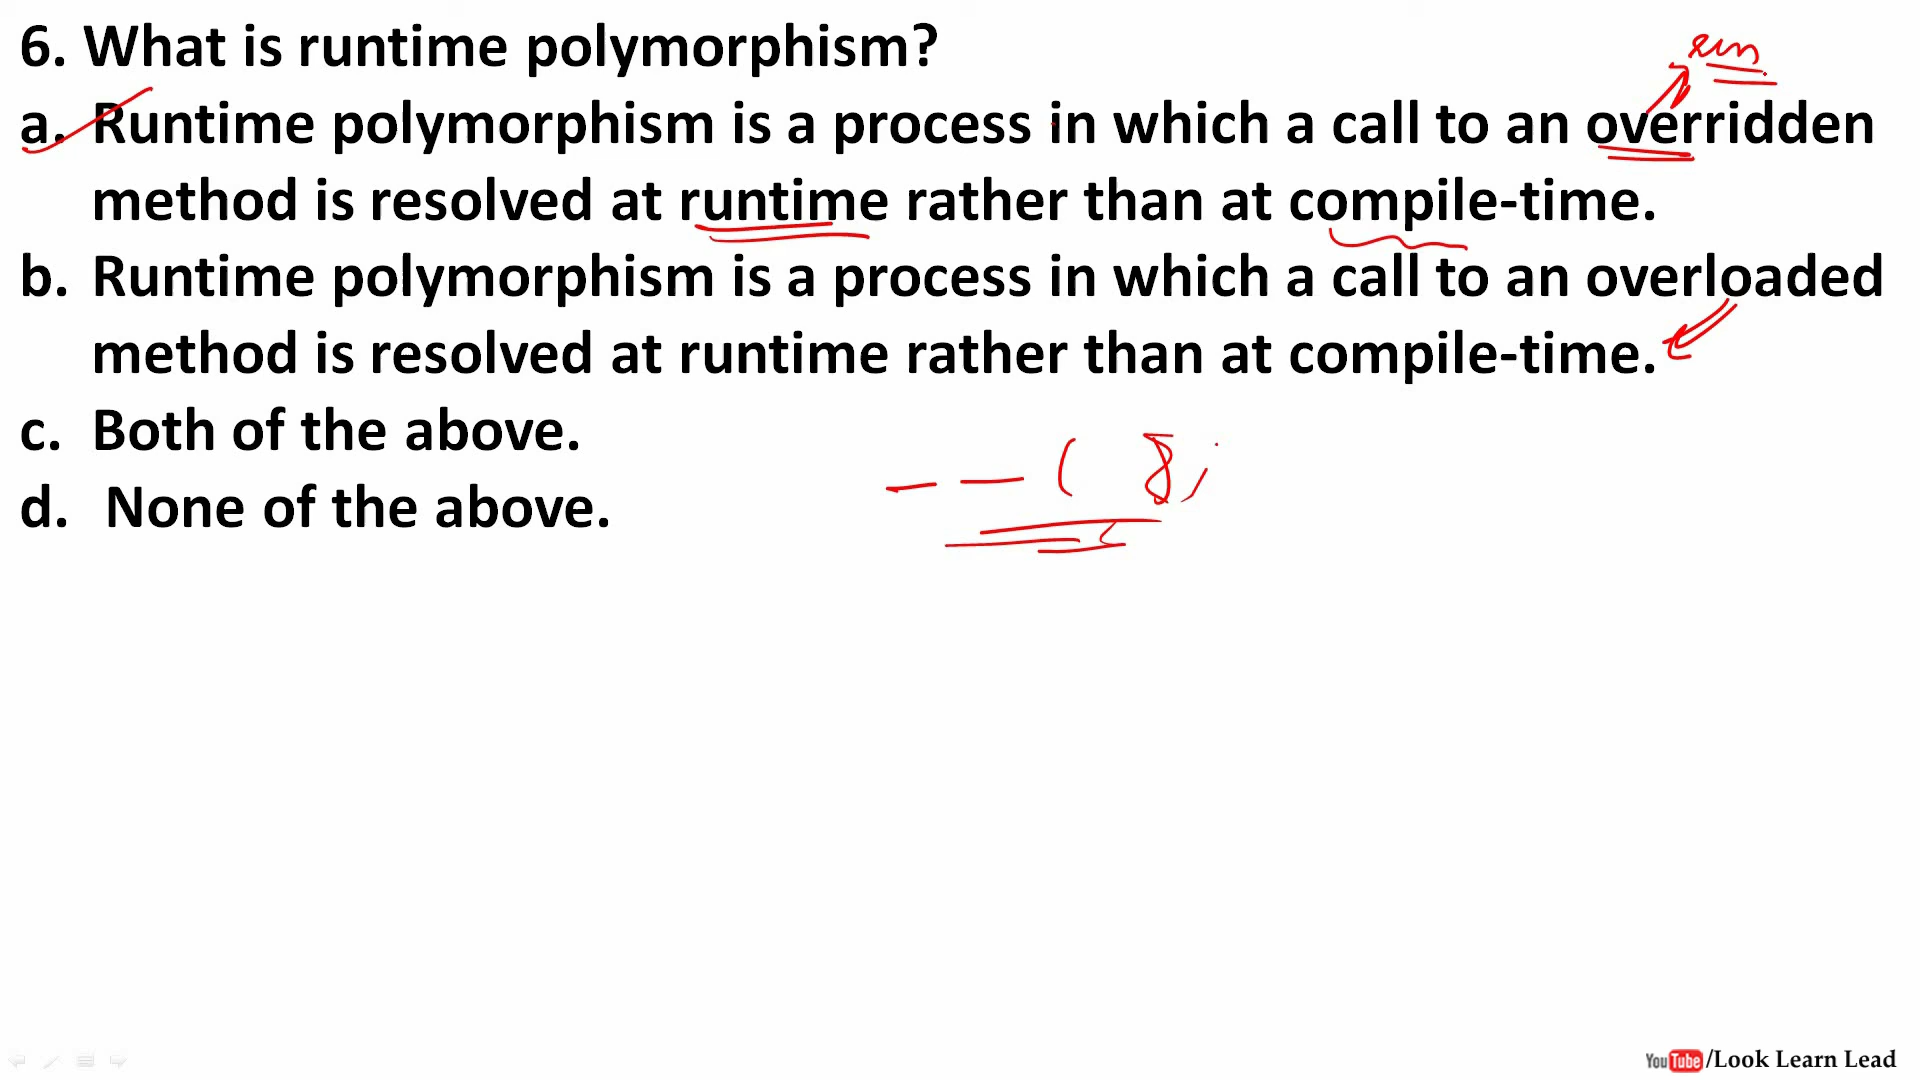 6. What is runtime polymorphism?
run
a. Runtime polymorphism is a process in which a call to an overridden
method is resolved at runtime rather than at compile-time.
b. Runtime polymorphism is a process in which a call to an overloaded
method is resolved at runtime rather than at compile-time.
c. Both of the above.
d. None of the above.
YouTube/Look Learn Lead